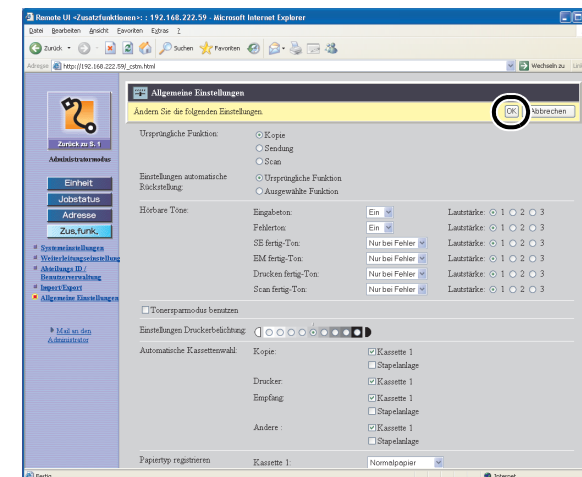 Remote UI <Zusatzfunktionen>: : 192.168.222.59 - Microsoft Internet Explorer
Datei Bearbeiten Ansicht Favoriten Extras ?
Zurück Suchen Favoriten
Adresse http://192.168.222.59/_cstm.html Wechseln zu Links
Allgemeine Einstellungen
Ändern Sie die folgenden Einstellungen. OK Abbrechen
Zurück zu S. 1
Administratormodus
Einheit
Jobstatus
Adresse
Zus.funk.
Systemeinstellungen
Weiterleitungseinstellung
Abteilungs ID /
Benutzerverwaltung
Import/Export
Allgemeine Einstellungen
Mail an den
Administrator
Ursprüngliche Funktion: Kopie
Sendung
Scan
Einstellungen automatische Rückstellung: Ursprüngliche Funktion
Ausgewählte Funktion
Hörbare Töne: Eingabeton: Ein Lautstärke: 1 2 3
Fehlerton: Ein Lautstärke: 1 2 3
SE fertig-Ton: Nur bei Fehler Lautstärke: 1 2 3
EM fertig-Ton: Nur bei Fehler Lautstärke: 1 2 3
Drucken fertig-Ton: Nur bei Fehler Lautstärke: 1 2 3
Scan fertig-Ton: Nur bei Fehler Lautstärke: 1 2 3
Tonersparmodus benutzen
Einstellungen Druckerbelichtung:
Automatische Kassettenwahl: Kopie: Kassette 1
Stapelanlage
Drucker: Kassette 1
Empfang: Kassette 1
Stapelanlage
Andere : Kassette 1
Stapelanlage
Papiertyp registrieren Kassette 1: Normalpapier
Fertig Internet